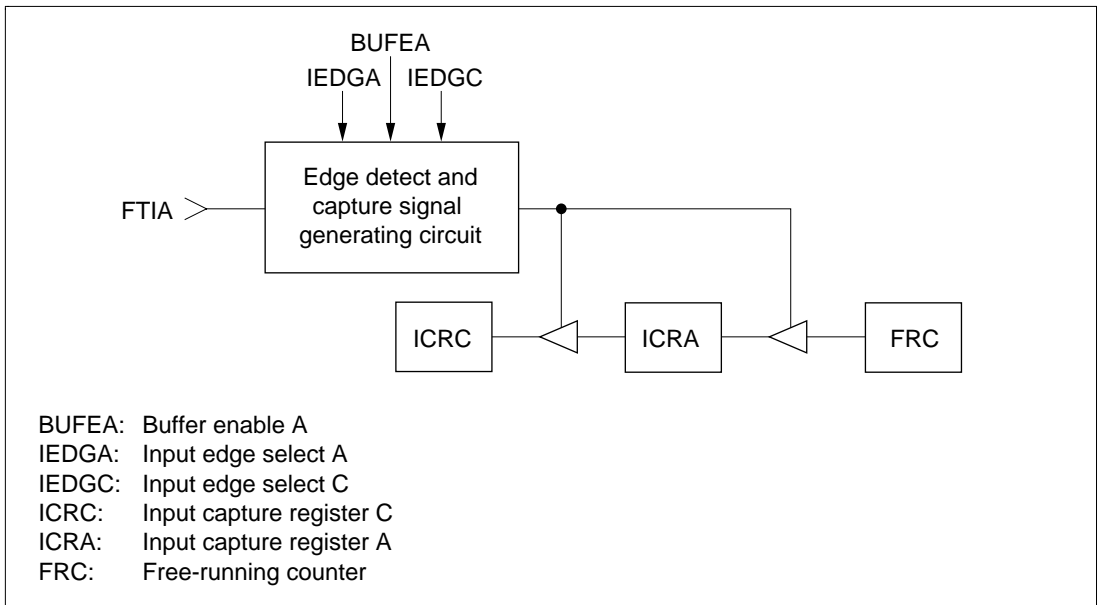 BUFEA
IEDGA IEDGC
FTIA
Edge detect and
capture signal
generating circuit
ICRC ICRA FRC
BUFEA: Buffer enable A
IEDGA: Input edge select A
IEDGC: Input edge select C
ICRC: Input capture register C
ICRA: Input capture register A
FRC: Free-running counter